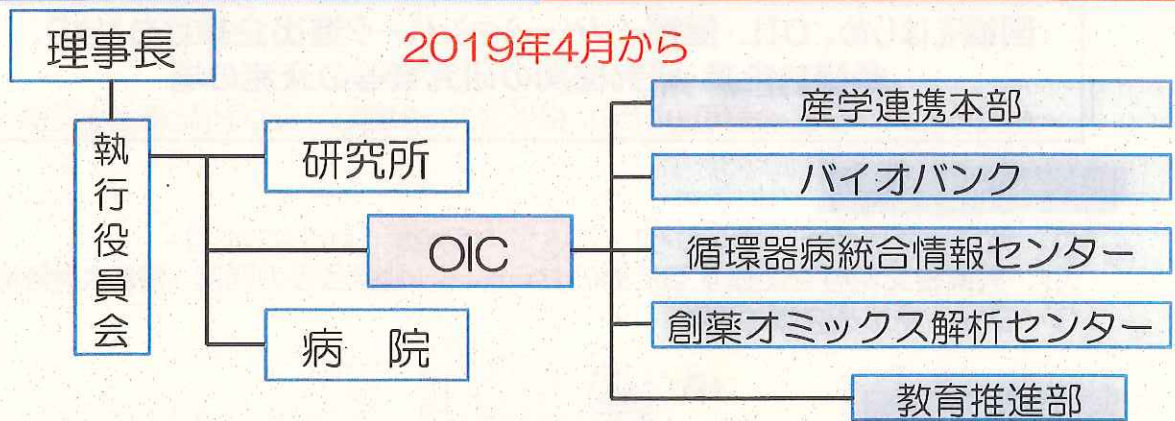 理事長
2019年4月から
執行役員会
研究所
OIC
病 院
産学連携本部
バイオバンク
循環器病統合情報センター
創薬オミックス解析センター
教育推進部